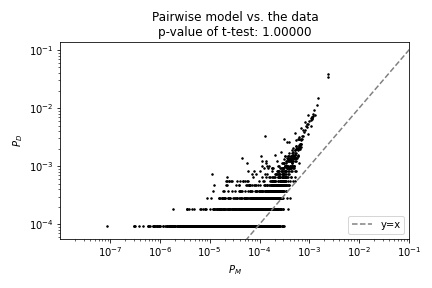 Pairwise model vs. the data
p-value of t-test: 1.00000
10⁻¹
10⁻²
10⁻³
10⁻⁴
P_D
y=x
10⁻⁷ 10⁻⁶ 10⁻⁵ 10⁻⁴ 10⁻³ 10⁻² 10⁻¹
P_M